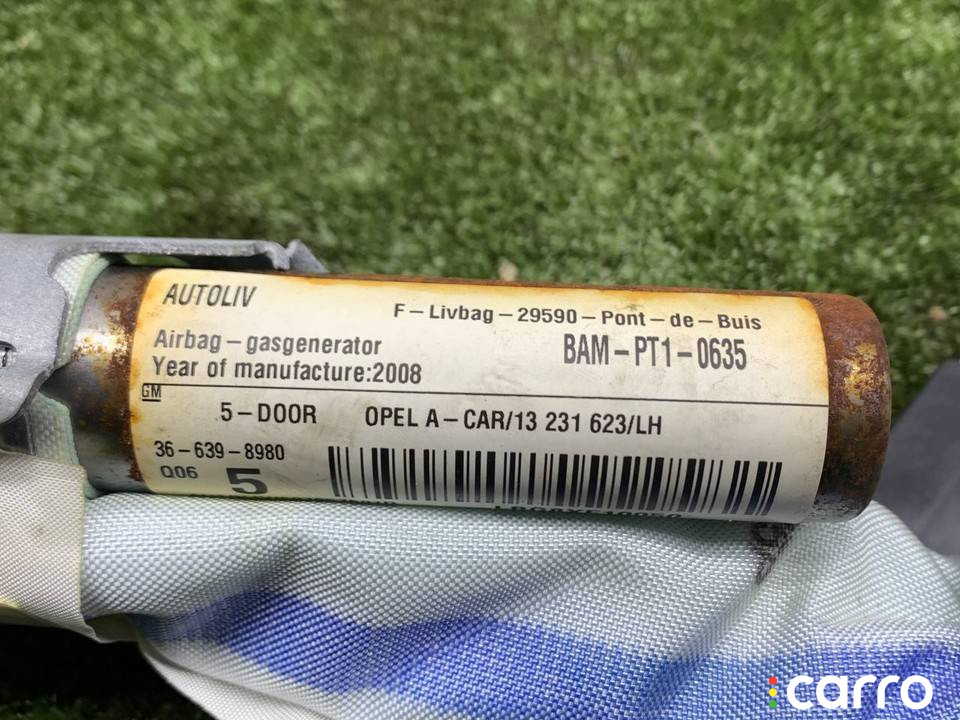 AUTOLIV
F-Livbag-29590-Pont-de-Buis
Airbag-gasgenerator
BAM-PT1-0635
Year of manufacture:2008
GM
5-DOOR OPEL A-CAR/13 231 623/LH
36-639-8980
Q06 5
carro